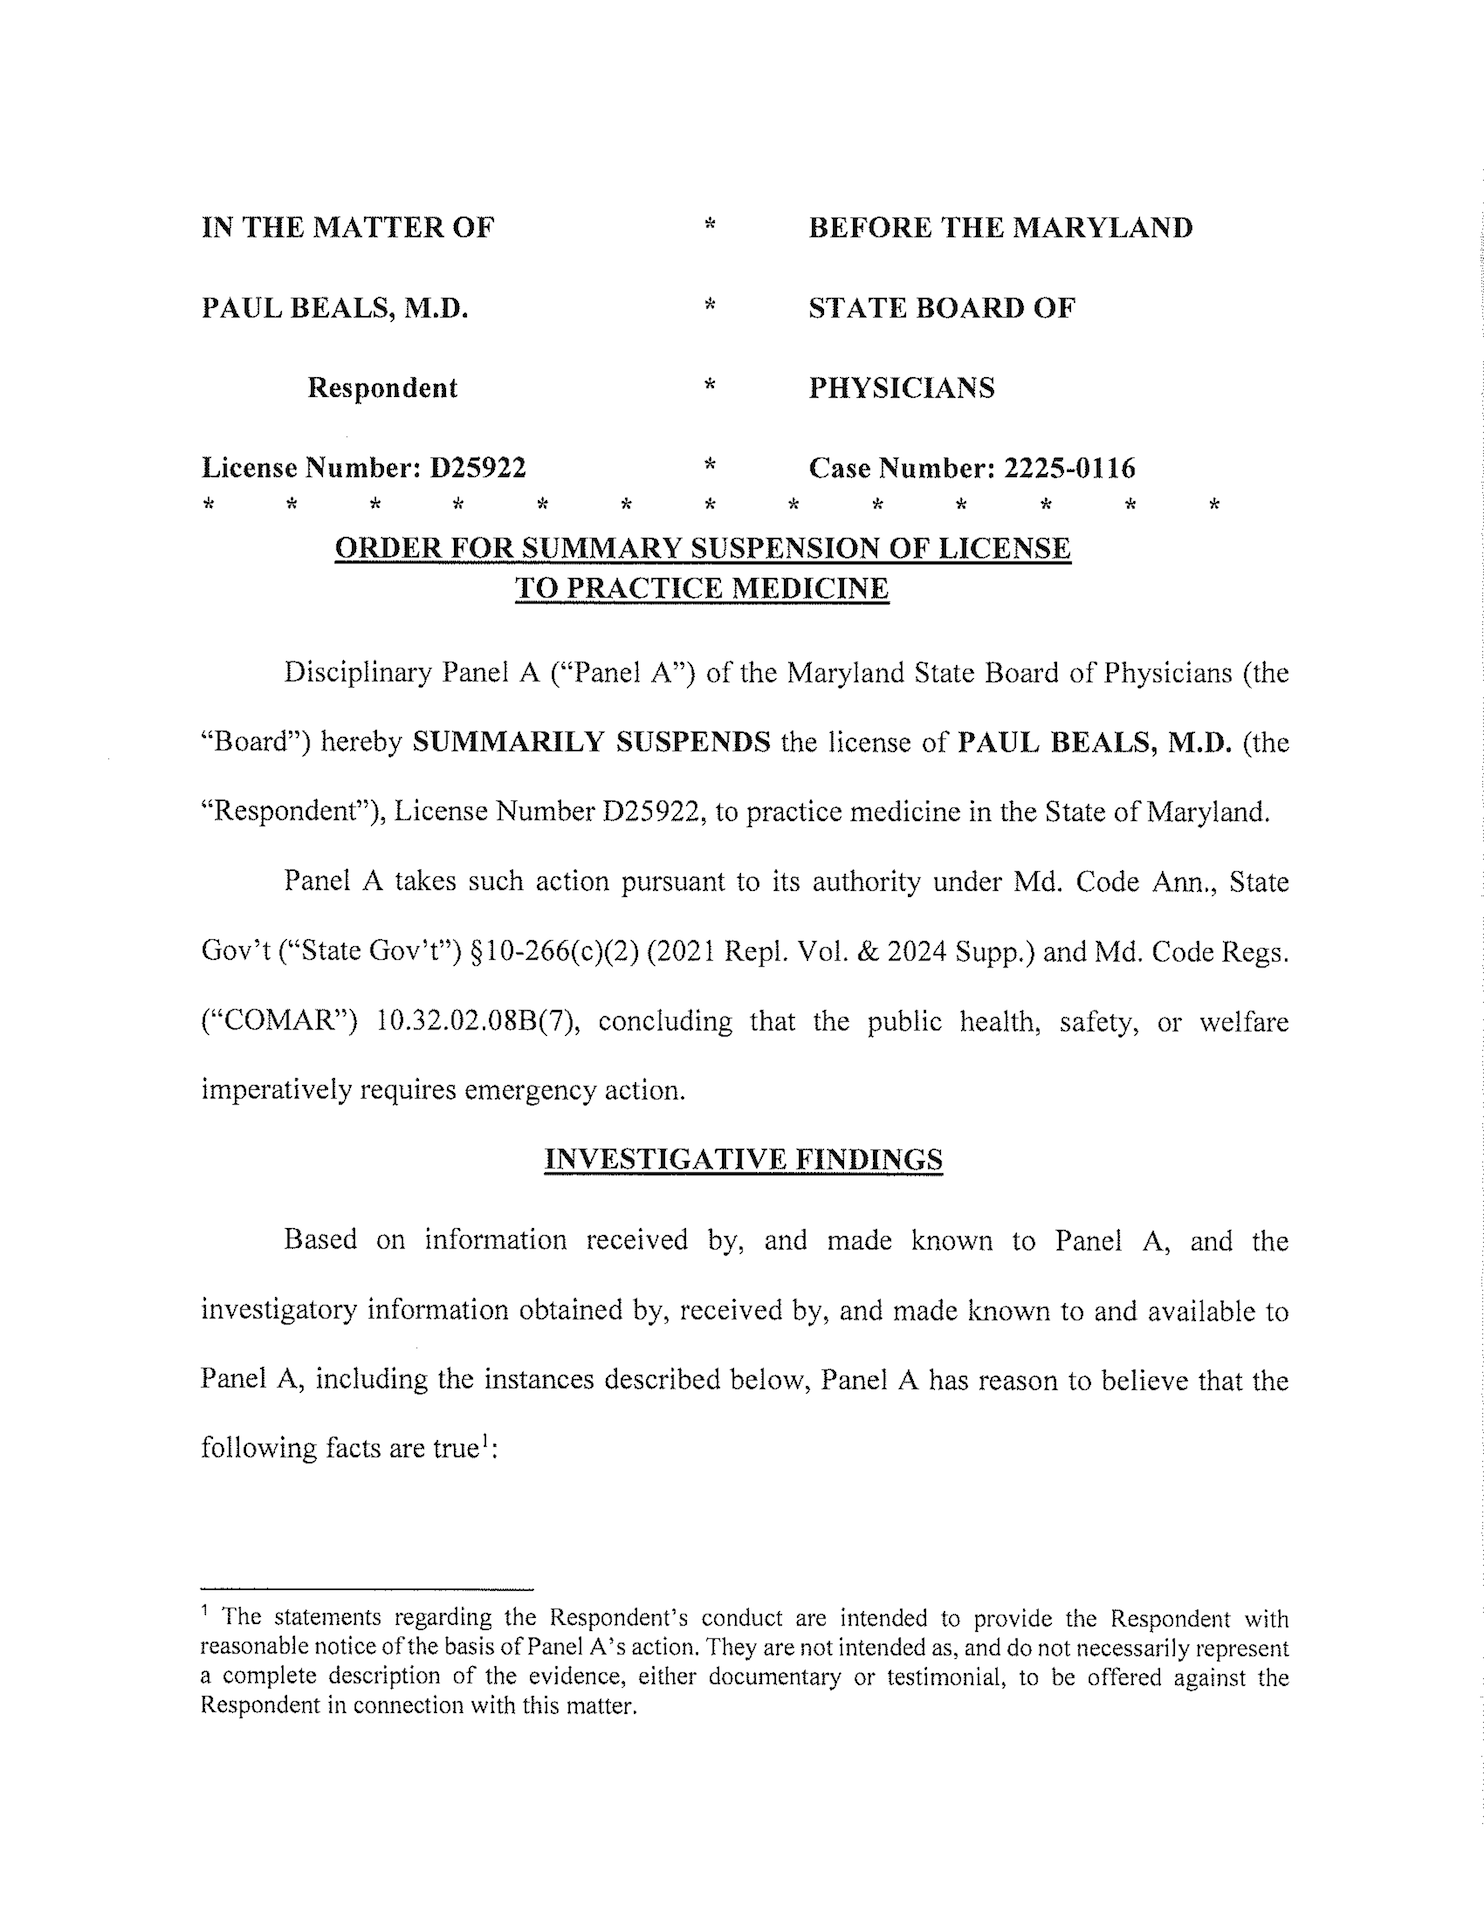 IN THE MATTER OF * BEFORE THE MARYLAND
PAUL BEALS, M.D. * STATE BOARD OF
Respondent * PHYSICIANS
License Number: D25922 * Case Number: 2225-0116
* * * * * * * * * * * * *
ORDER FOR SUMMARY SUSPENSION OF LICENSE
TO PRACTICE MEDICINE
Disciplinary Panel A (“Panel A”) of the Maryland State Board of Physicians (the
“Board”) hereby SUMMARILY SUSPENDS the license of PAUL BEALS, M.D. (the
“Respondent”), License Number D25922, to practice medicine in the State of Maryland.
Panel A takes such action pursuant to its authority under Md. Code Ann., State
Gov’t (“State Gov’t”) §10-266(c)(2) (2021 Repl. Vol. & 2024 Supp.) and Md. Code Regs.
(“COMAR”) 10.32.02.08B(7), concluding that the public health, safety, or welfare
imperatively requires emergency action.
INVESTIGATIVE FINDINGS
Based on information received by, and made known to Panel A, and the
investigatory information obtained by, received by, and made known to and available to
Panel A, including the instances described below, Panel A has reason to believe that the
following facts are true¹:
¹ The statements regarding the Respondent’s conduct are intended to provide the Respondent with
reasonable notice of the basis of Panel A’s action. They are not intended as, and do not necessarily represent
a complete description of the evidence, either documentary or testimonial, to be offered against the
Respondent in connection with this matter.